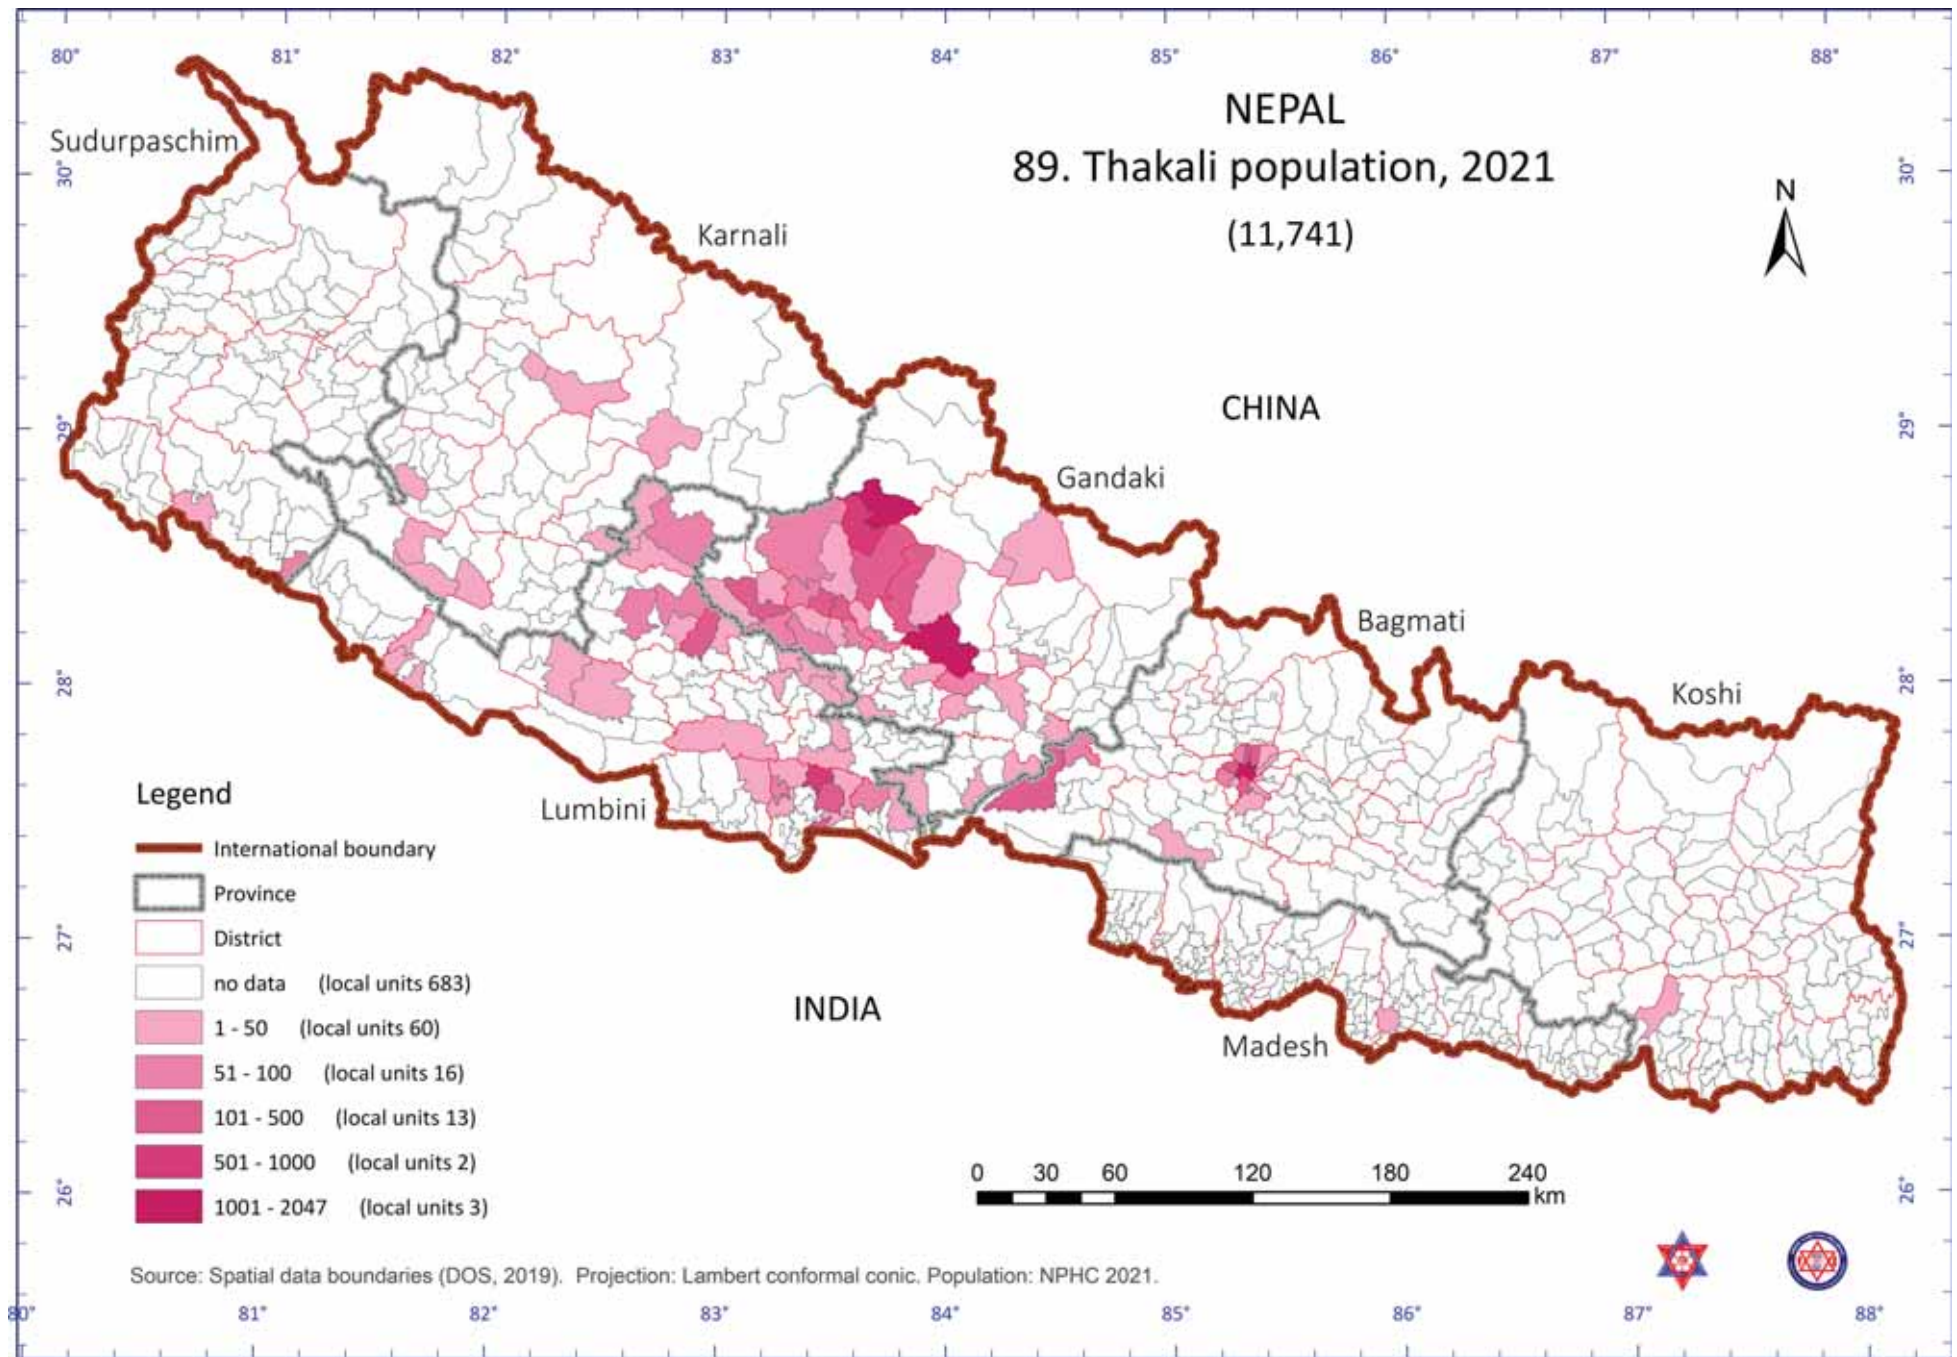 80° 81° 82° 83° 84° 85° 86° 87° 88°
NEPAL
89. Thakali population, 2021
(11,741)
N
Sudurpaschim
30°
30°
Karnali
CHINA
29°
29°
Gandaki
Bagmati
28°
28°
Koshi
Lumbini
Legend
International boundary
Province
District
no data (local units 683)
1 - 50 (local units 60)
51 - 100 (local units 16)
101 - 500 (local units 13)
501 - 1000 (local units 2)
1001 - 2047 (local units 3)
27°
27°
INDIA
Madesh
0 30 60 120 180 240
km
26°
26°
Source: Spatial data boundaries (DOS, 2019). Projection: Lambert conformal conic. Population: NPHC 2021.
80° 81° 82° 83° 84° 85° 86° 87° 88°